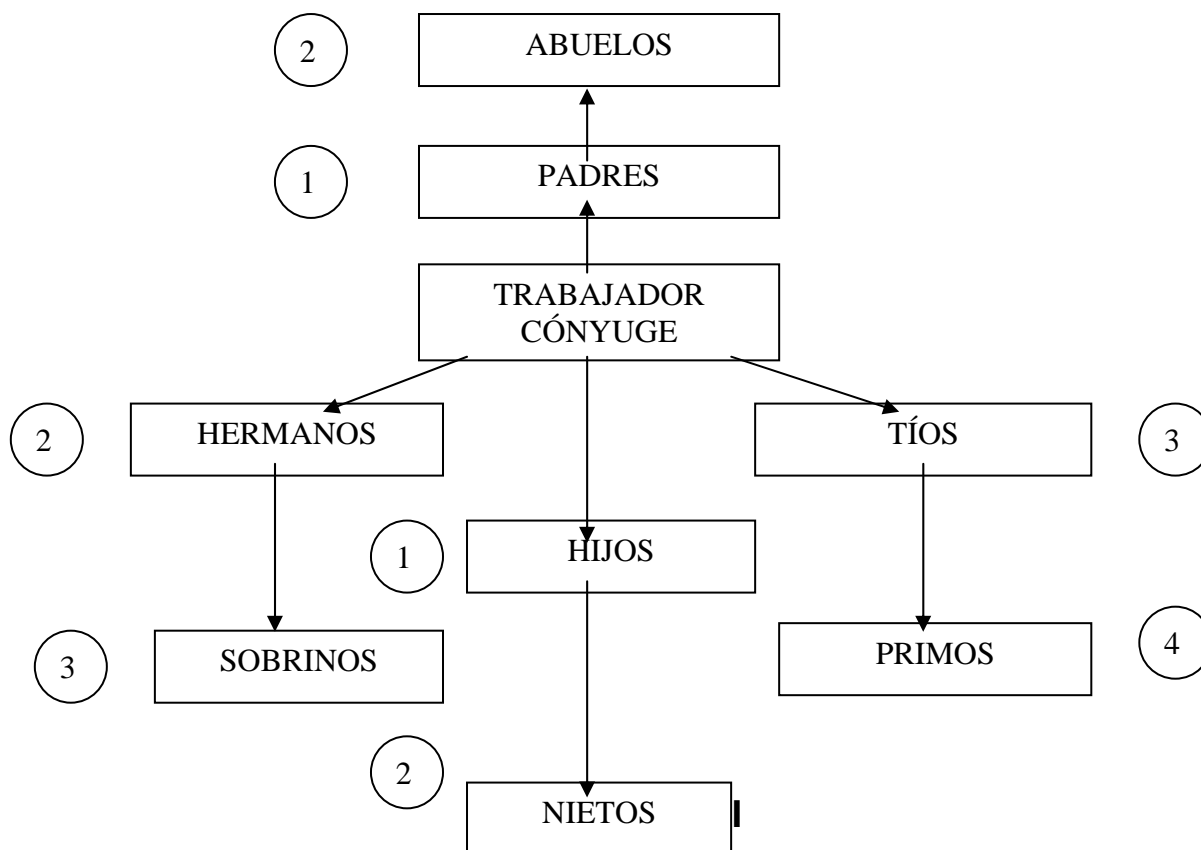 2
ABUELOS
1
PADRES
TRABAJADOR
CÓNYUGE
2
HERMANOS
TÍOS
3
1
HIJOS
3
SOBRINOS
PRIMOS
4
2
NIETOS